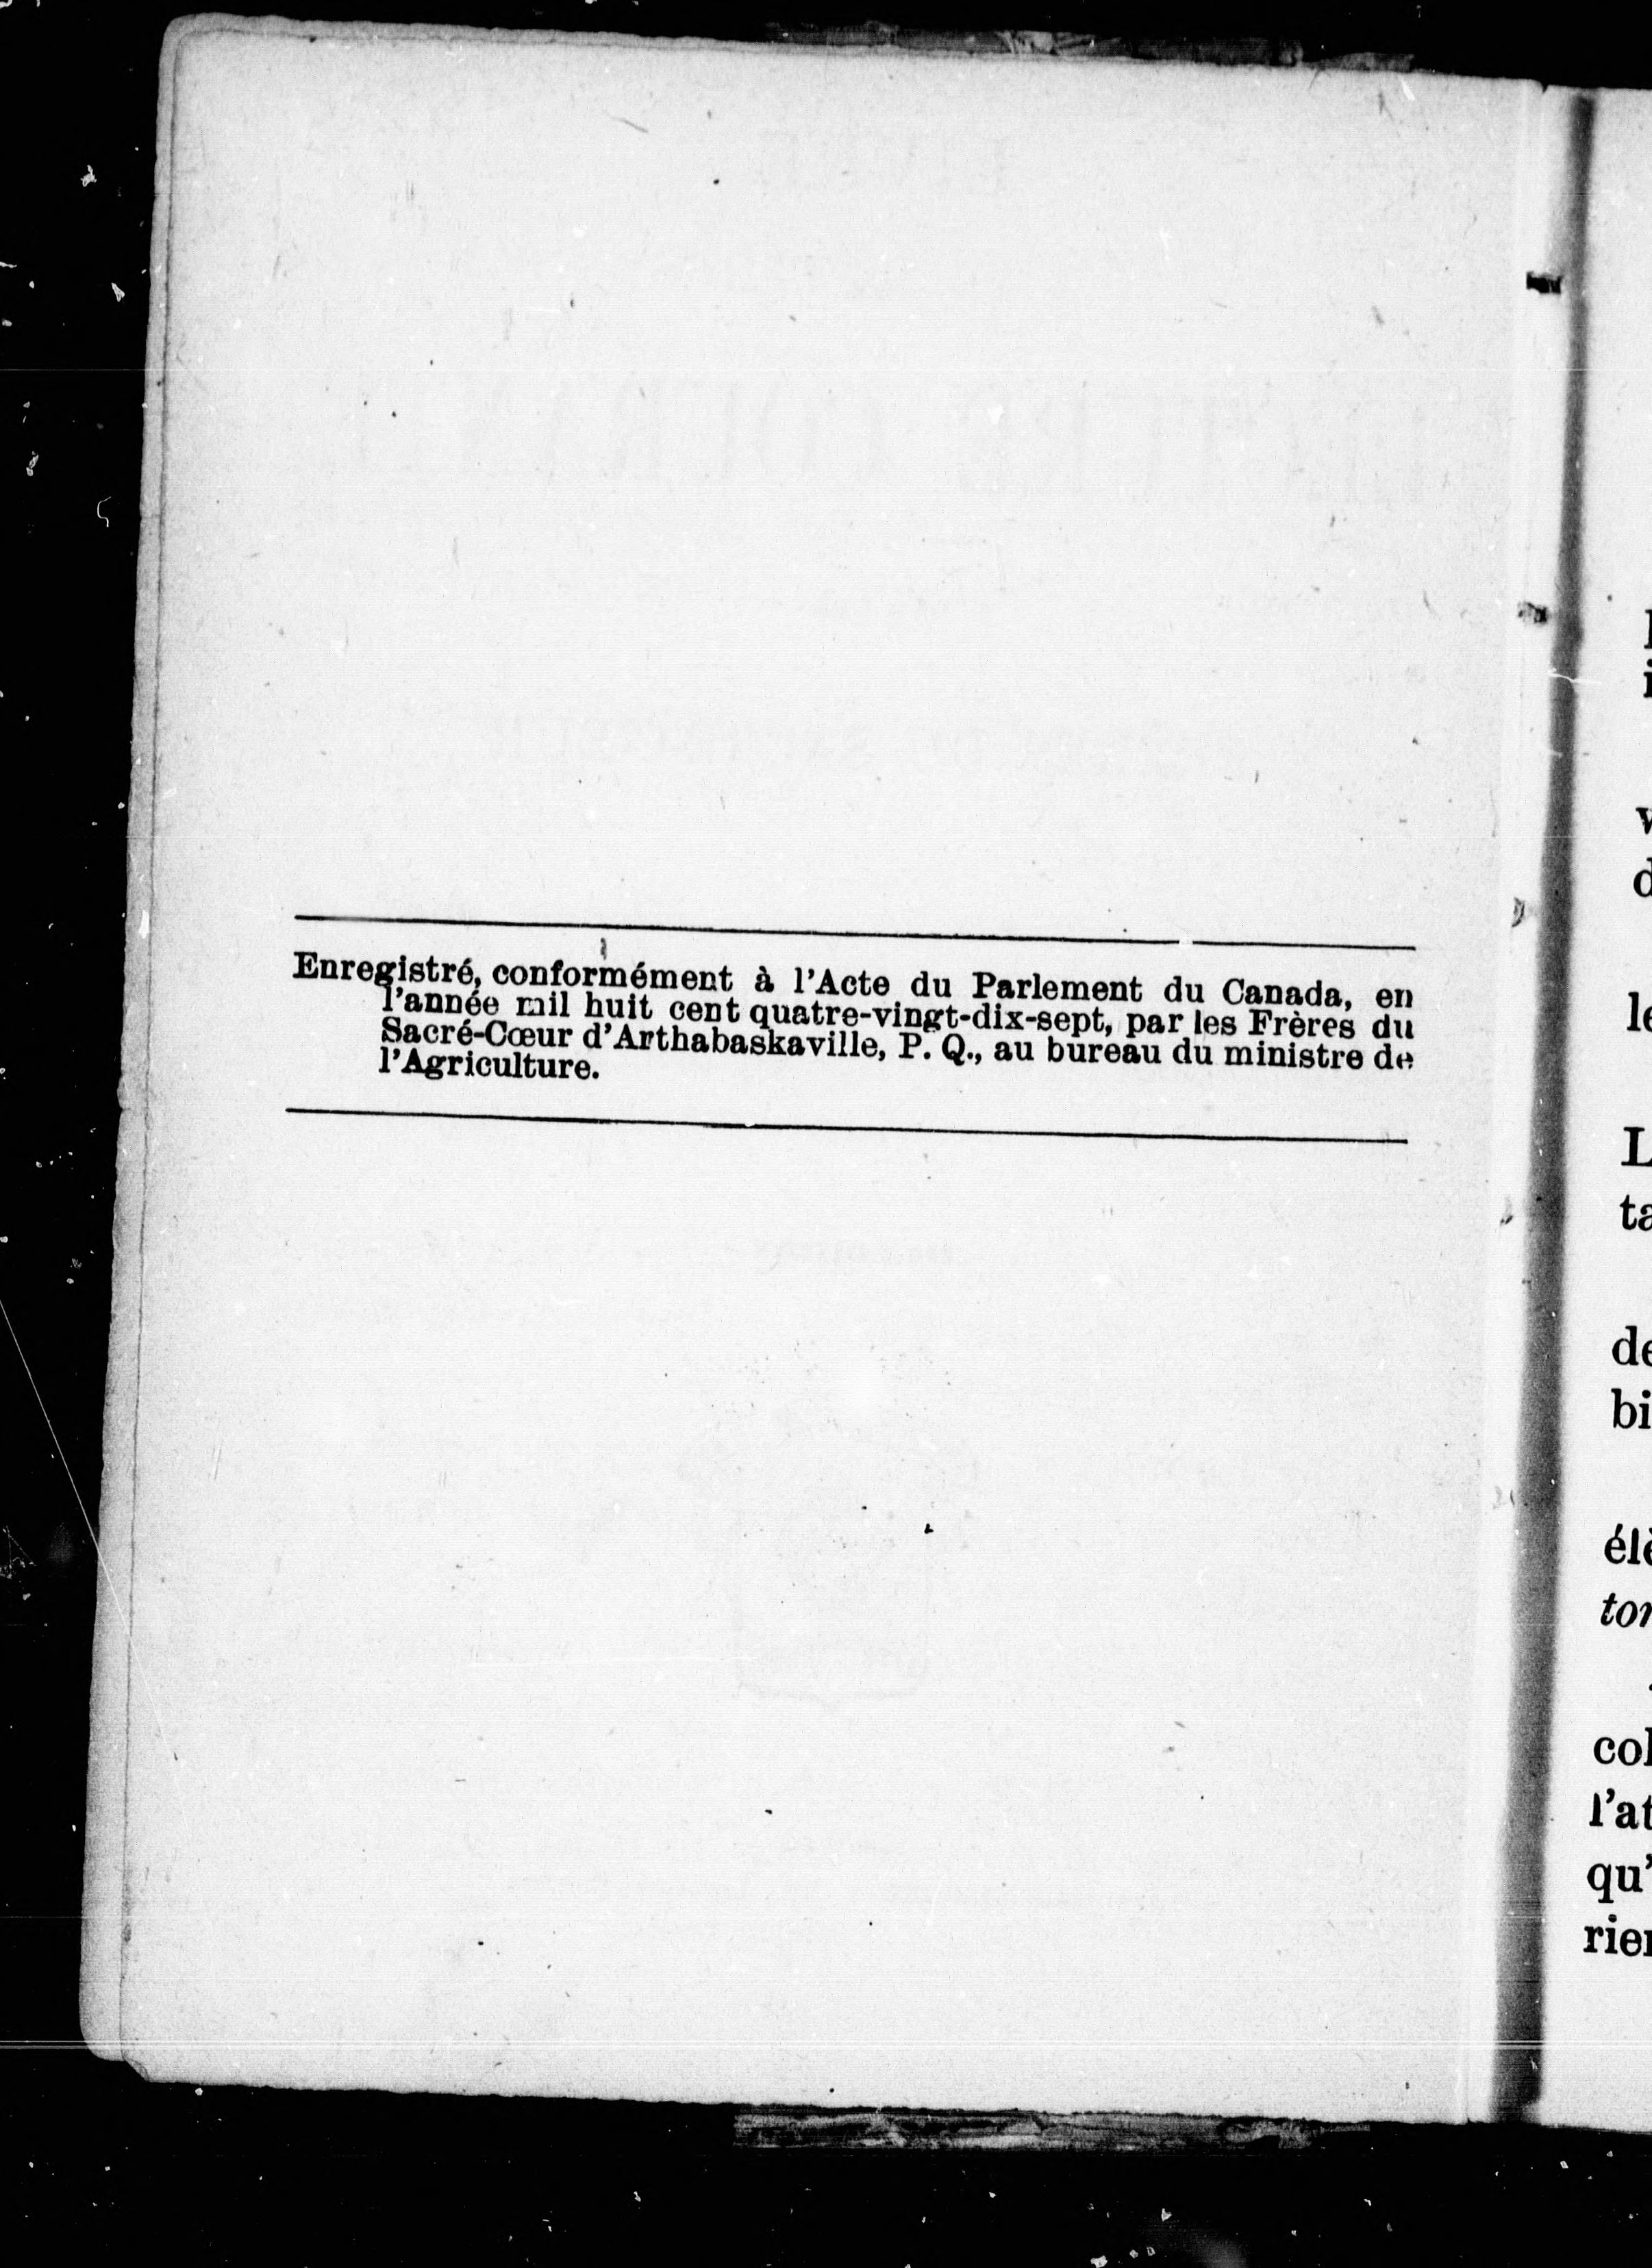 Enregistré, conformément à l'Acte du Parlement du Canada, en
l'année mil huit cent quatre-vingt-dix-sept, par les Frères du
Sacré-Cœur d'Arthabaskaville, P. Q., au bureau du ministre de
l'Agriculture.